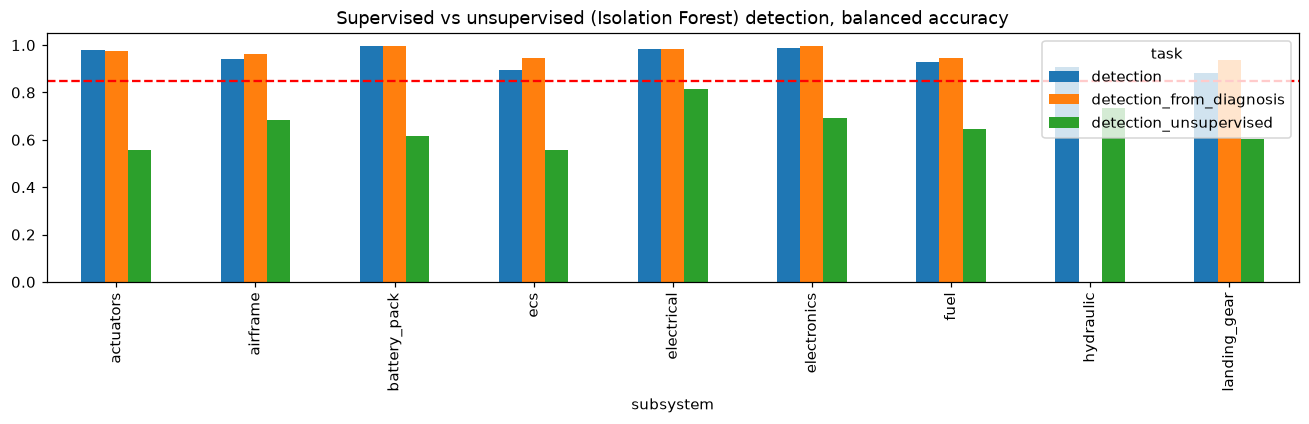 Supervised vs unsupervised (Isolation Forest) detection, balanced accuracy
1.0
0.8
0.6
0.4
0.2
0.0
task
detection
detection_from_diagnosis
detection_unsupervised
actuators
airframe
battery_pack
ecs
electrical
electronics
fuel
hydraulic
landing_gear
subsystem